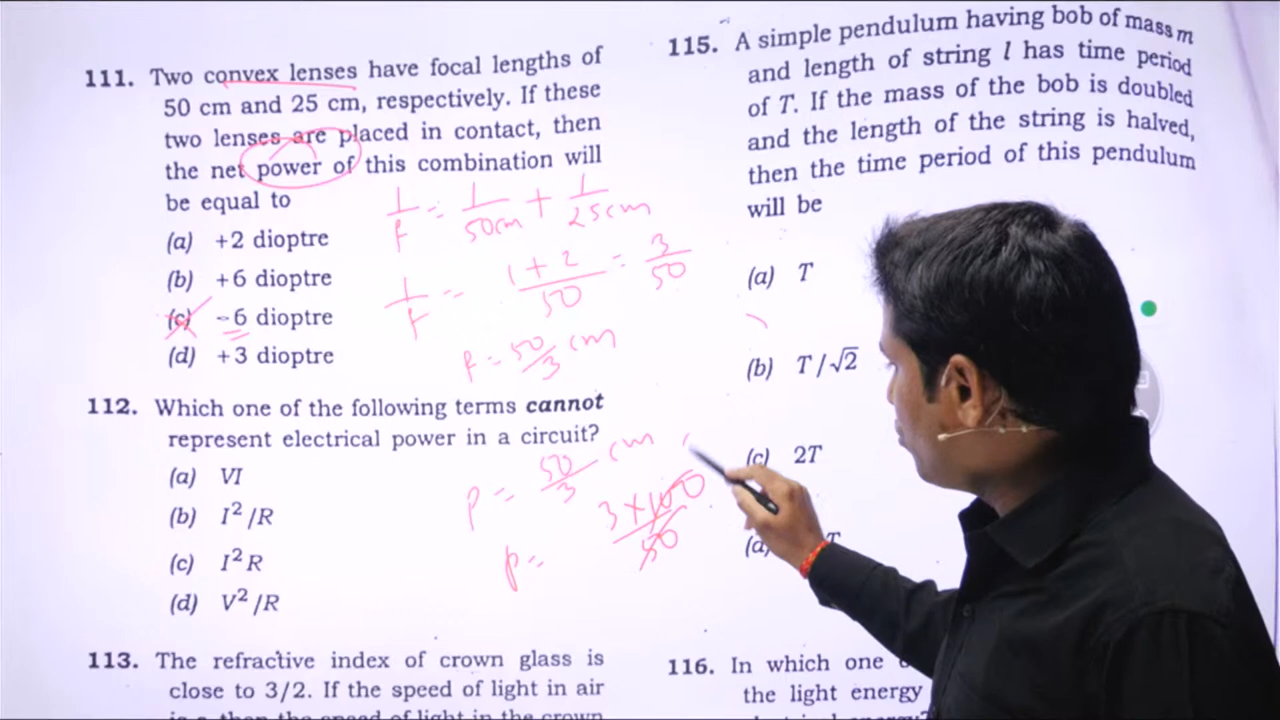 111. Two convex lenses have focal lengths of
50 cm and 25 cm, respectively. If these
two lenses are placed in contact, then
the net power of this combination will
be equal to
(a) +2 dioptre
(b) +6 dioptre
(c) -6 dioptre
(d) +3 dioptre
1/f = 1/50cm + 1/25cm
1/f = 1+2/50 = 3/50
f = 50/3 cm
112. Which one of the following terms cannot
represent electrical power in a circuit?
(a) VI
(b) I²/R
(c) I²R
(d) V²/R
P = 50/3 cm
P = 3×100/50
113. The refractive index of crown glass is
close to 3/2. If the speed of light in air
115. A simple pendulum having bob of mass m
and length of string l has time period
of T. If the mass of the bob is doubled
and the length of the string is halved,
then the time period of this pendulum
will be
(a) T
(b) T/√2
(c) 2T
T
116. In which one
the light energy